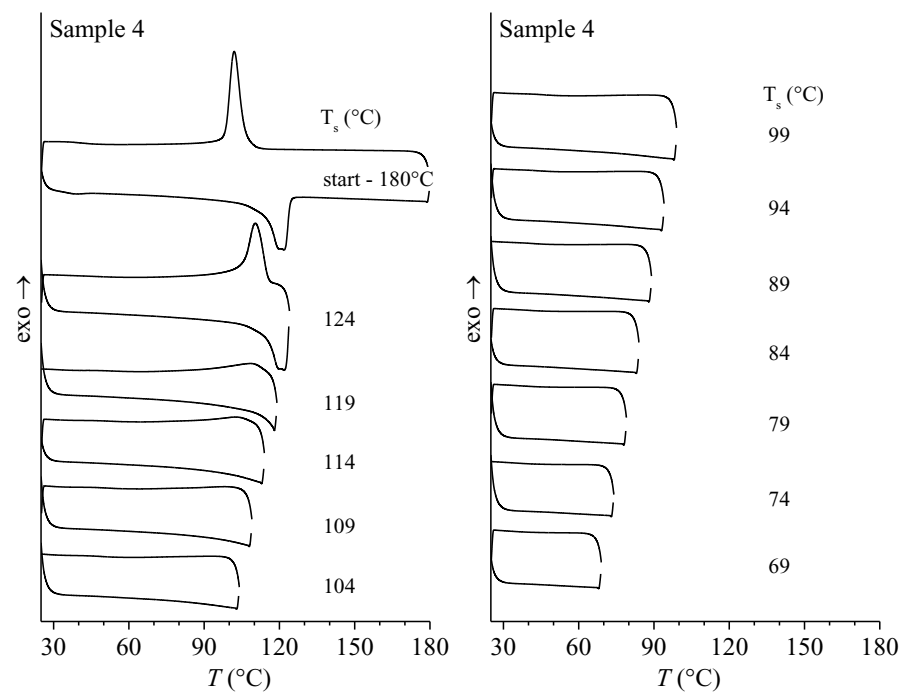 Sample 4
T_s (°C)
start - 180°C
124
119
114
109
104
exo →
30 60 90 120 150 180
T (°C)
Sample 4
T_s (°C)
99
94
89
84
79
74
69
exo →
30 60 90 120 150 180
T (°C)